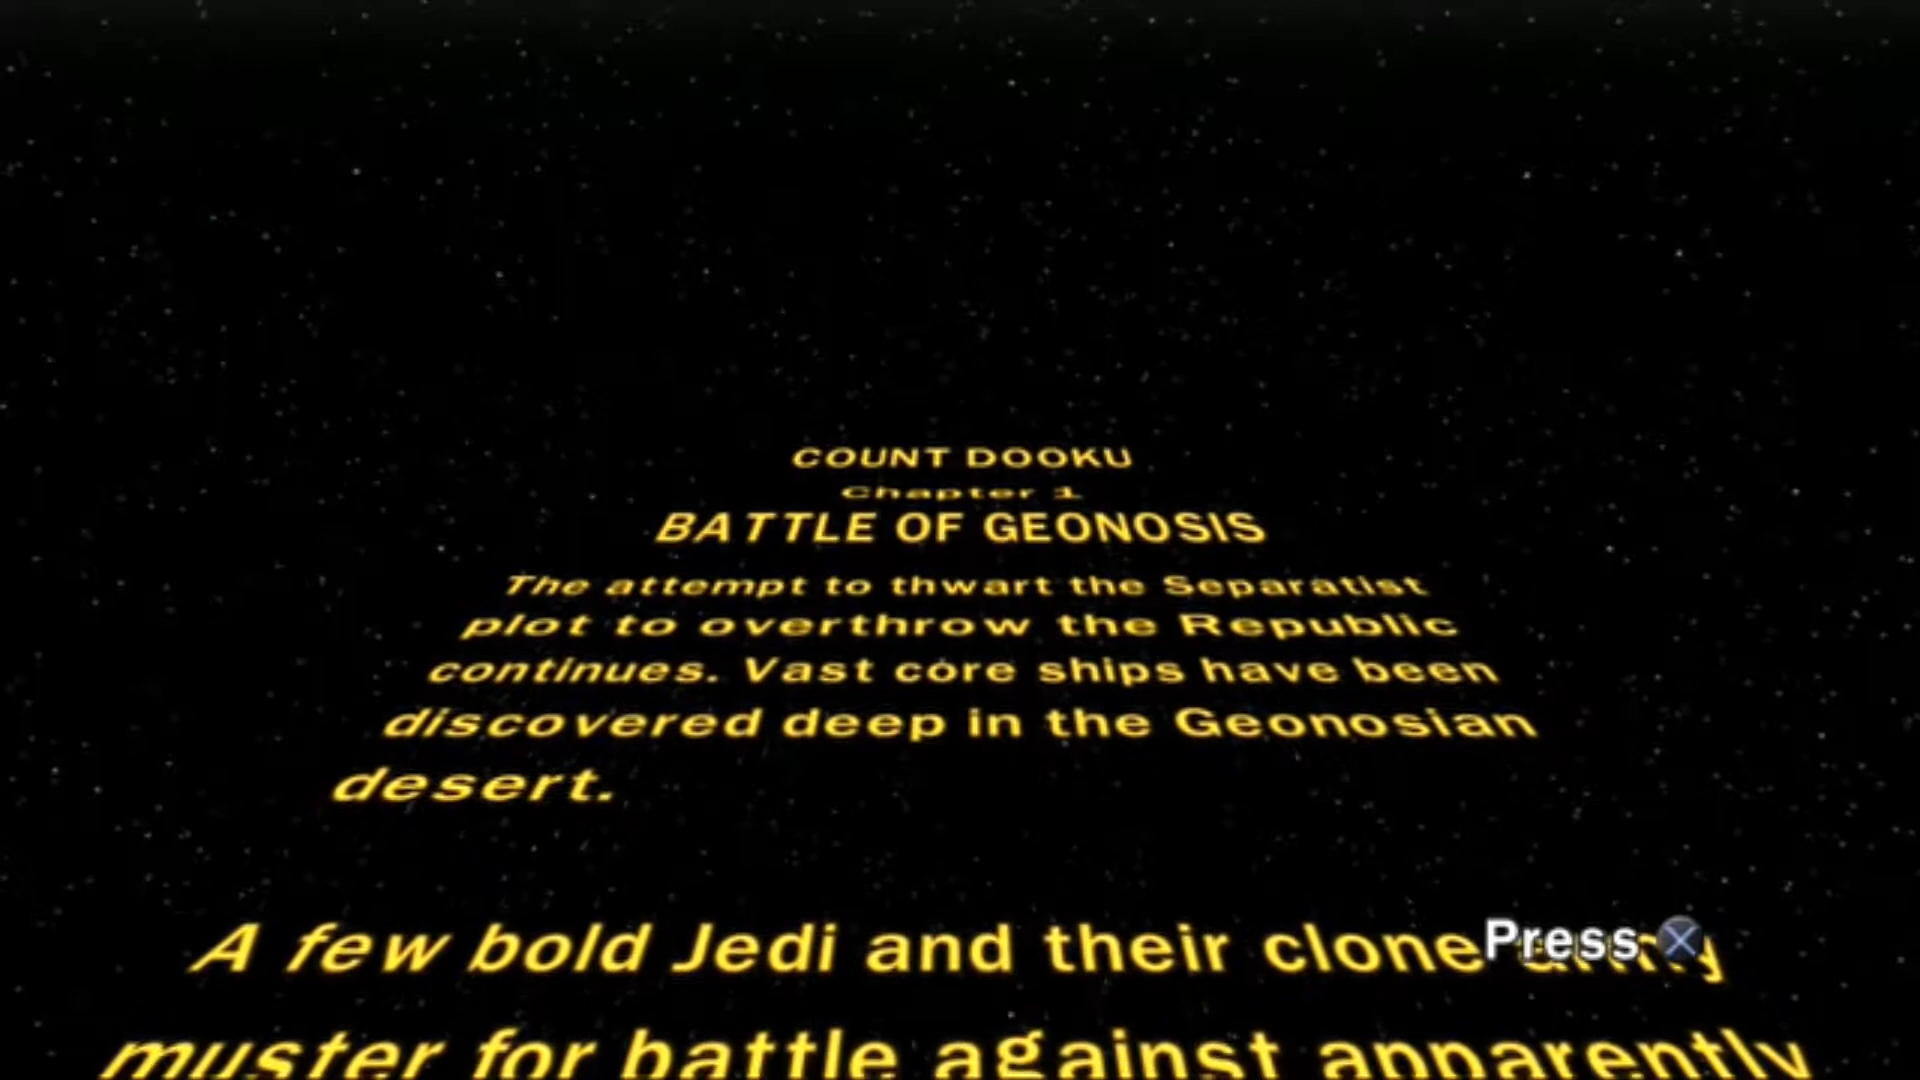 COUNT DOOKU
Chapter 1
BATTLE OF GEONOSIS
The attempt to thwart the Separatist
plot to overthrow the Republic
continues. Vast core ships have been
discovered deep in the Geonosian
desert.
A few bold Jedi and their clone army
Press
muster for battle against apparently